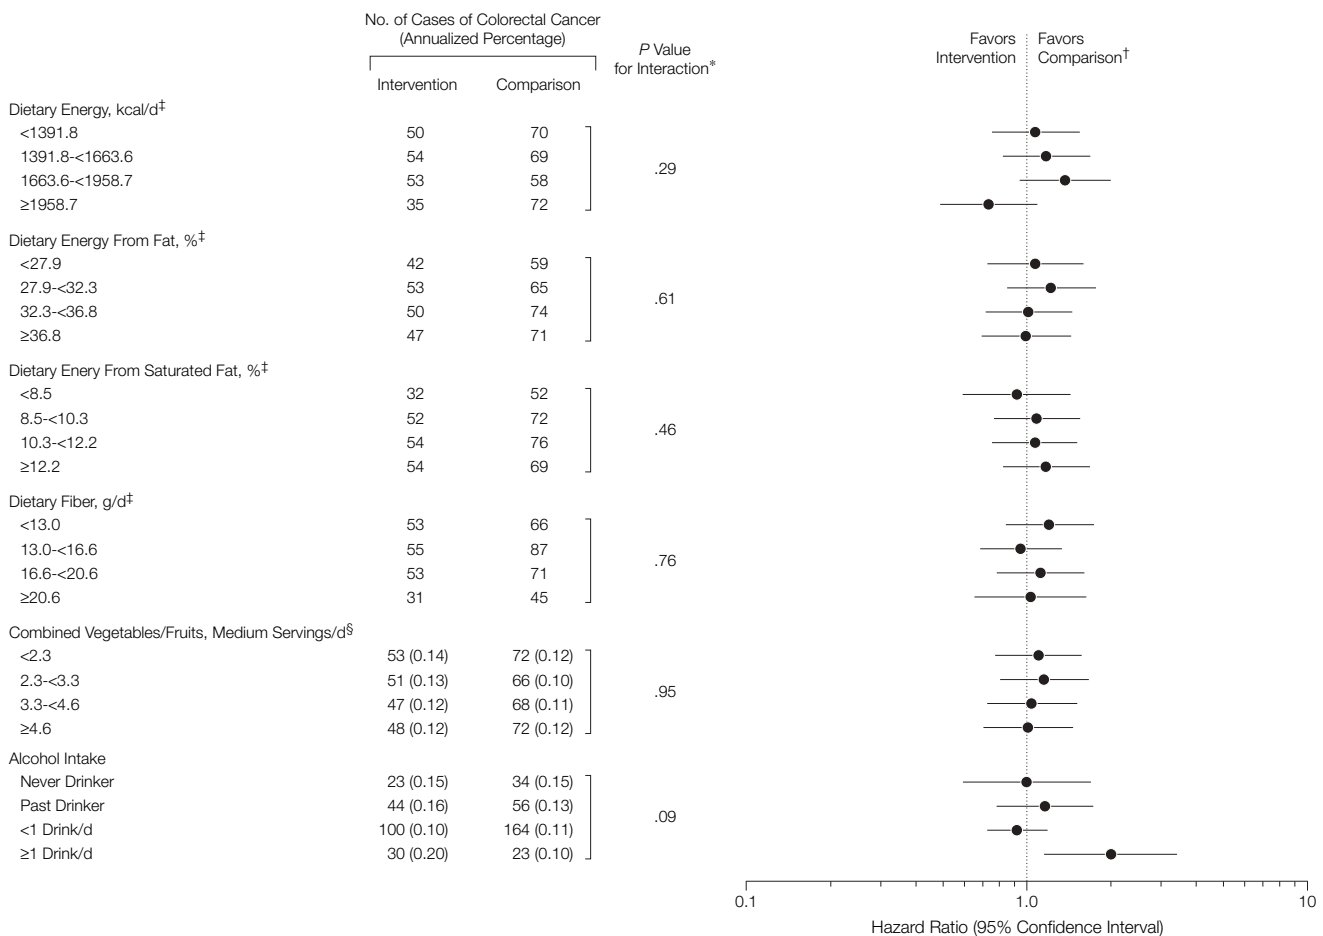 No. of Cases of Colorectal Cancer
(Annualized Percentage)
P Value
for Interaction*
Favors
Intervention
Favors
Comparison†
Intervention Comparison
Dietary Energy, kcal/d‡
<1391.8 50 70
1391.8-<1663.6 54 69
.29
1663.6-<1958.7 53 58
≥1958.7 35 72
Dietary Energy From Fat, %‡
<27.9 42 59
27.9-<32.3 53 65
.61
32.3-<36.8 50 74
≥36.8 47 71
Dietary Enery From Saturated Fat, %‡
<8.5 32 52
8.5-<10.3 52 72
.46
10.3-<12.2 54 76
≥12.2 54 69
Dietary Fiber, g/d‡
<13.0 53 66
13.0-<16.6 55 87
.76
16.6-<20.6 53 71
≥20.6 31 45
Combined Vegetables/Fruits, Medium Servings/d§
<2.3 53 (0.14) 72 (0.12)
2.3-<3.3 51 (0.13) 66 (0.10)
.95
3.3-<4.6 47 (0.12) 68 (0.11)
≥4.6 48 (0.12) 72 (0.12)
Alcohol Intake
Never Drinker 23 (0.15) 34 (0.15)
Past Drinker 44 (0.16) 56 (0.13)
.09
<1 Drink/d 100 (0.10) 164 (0.11)
≥1 Drink/d 30 (0.20) 23 (0.10)
0.1 1.0 10
Hazard Ratio (95% Confidence Interval)